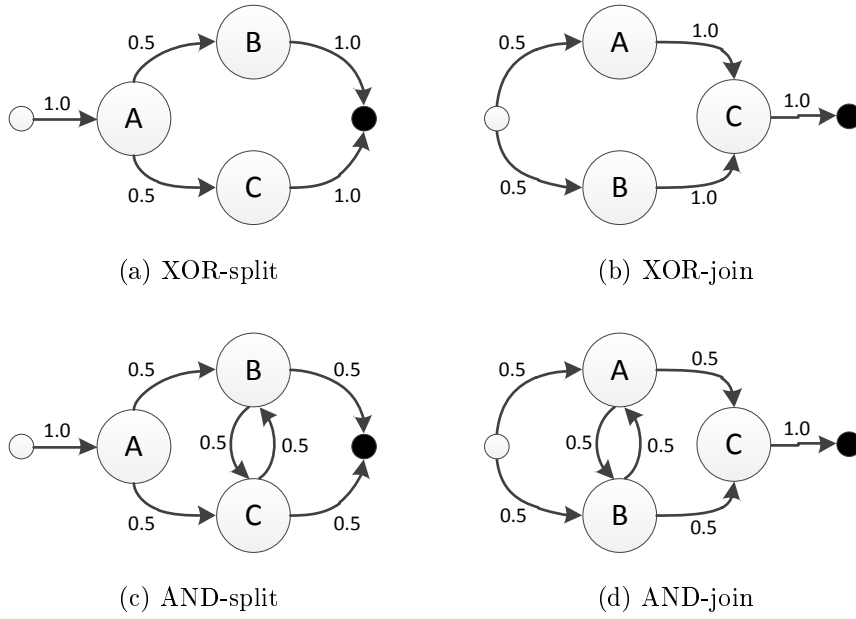 0.5 B 1.0
1.0 A
0.5 C 1.0
(a) XOR-split
0.5 A 1.0
C 1.0
0.5 B 1.0
(b) XOR-join
0.5 B 0.5
1.0 A 0.5 0.5
0.5 C 0.5
(c) AND-split
0.5 A 0.5
0.5 0.5 C 1.0
0.5 B 0.5
(d) AND-join